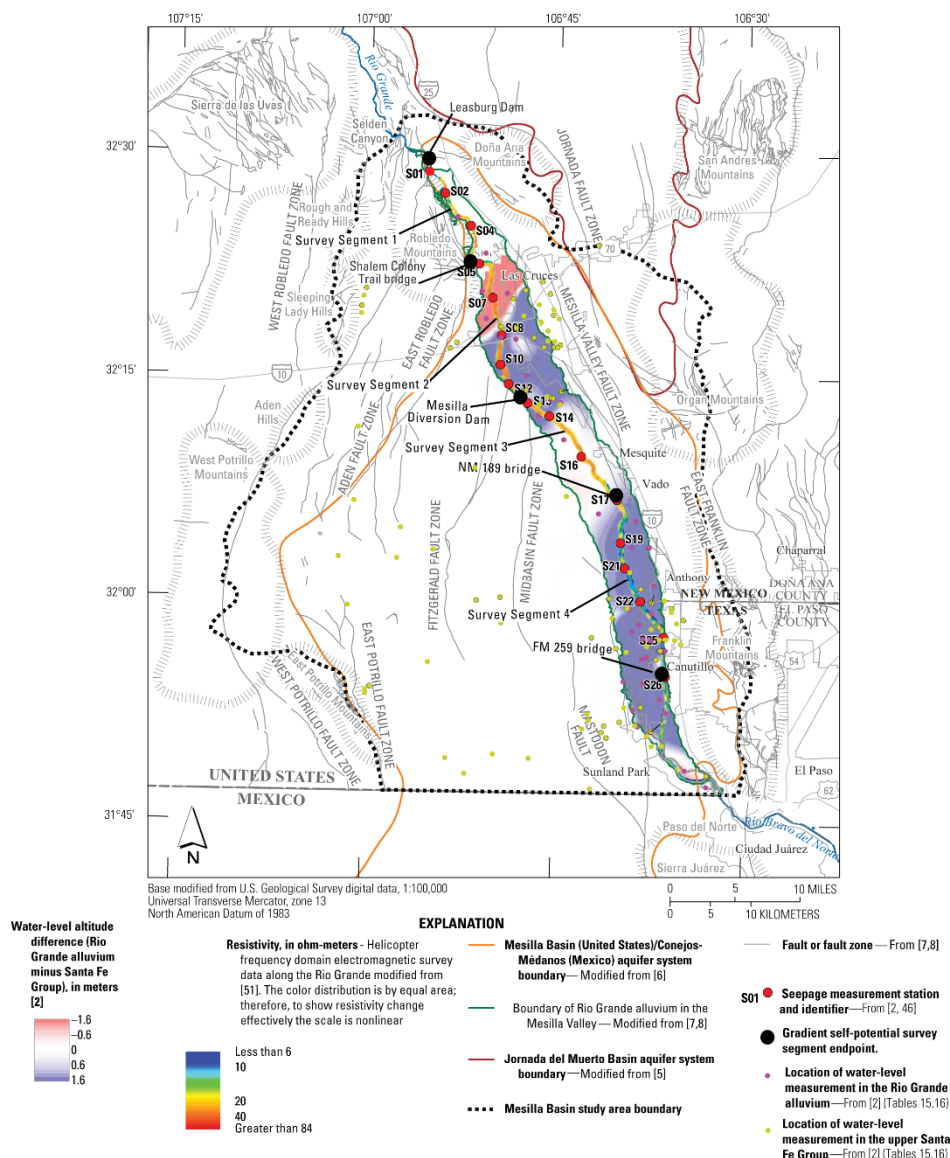 107°15'
107°00'
106°45'
106°30'
32°30'
32°15'
32°00'
31°45'
Rio Grande
25
Leasburg Dam
Sierra de las Uvas
Selden
Canyon
Doña Ana
Mountains
JORNADA FAULT ZONE
San Andres
Mountains
S01
S02
WEST ROBLEDO FAULT ZONE
Rough and
Ready Hills
Survey Segment 1
S04
Robledo
Mountains
70
Shalem Colony
Trail bridge
S05
Las Cruces
Sleeping
Lady Hills
S07
EAST ROBLEDO
FAULT ZONE
MESILLA VALLEY FAULT ZONE
S08
10
S10
Survey Segment 2
S12
Aden
Hills
Mesilla
Diversion Dam
S13
S14
Organ Mountains
Survey Segment 3
ADEN FAULT ZONE
West Potrillo
Mountains
S16
Mesquite
NM 189 bridge
Vado
S17
EAST FRANKLIN
FAULT ZONE
10
S19
Chaparral
FITZGERALD FAULT ZONE
MIDBASIN FAULT ZONE
S21
Anthony
DOÑA ANA
COUNTY
NEW MEXICO
TEXAS
EL PASO
COUNTY
S22
Survey Segment 4
S25
Franklin
Mountains
54
FM 259 bridge
Canutillo
S26
EAST POTRILLO
FAULT ZONE
WEST POTRILLO FAULT ZONE
East Potrillo Mountains
MASTODON
FAULT
Sunland Park
El Paso
62
UNITED STATES
MEXICO
Paso del Norte
Rio Bravo del Norte
Ciudad Juárez
Sierra Juárez
N
Base modified from U.S. Geological Survey digital data, 1:100,000
Universal Transverse Mercator, zone 13
North American Datum of 1983
0 5 10 MILES
0 5 10 KILOMETERS
EXPLANATION
Water-level altitude
difference (Rio
Grande alluvium
minus Santa Fe
Group), in meters
[2]
−1.6
−0.6
0
0.6
1.6
Resistivity, in ohm-meters - Helicopter
frequency domain electromagnetic survey
data along the Rio Grande modified from
[51]. The color distribution is by equal area;
therefore, to show resistivity change
effectively the scale is nonlinear
Less than 6
10
20
40
Greater than 84
Mesilla Basin (United States)/Conejos-
Médanos (Mexico) aquifer system
boundary—Modified from [6]
Boundary of Rio Grande alluvium in the
Mesilla Valley—Modified from [7,8]
Jornada del Muerto Basin aquifer system
boundary—Modified from [5]
Mesilla Basin study area boundary
Fault or fault zone—From [7,8]
S01 Seepage measurement station
and identifier—From [2, 46]
Gradient self-potential survey
segment endpoint.
Location of water-level
measurement in the Rio Grande
alluvium—From [2] (Tables 15,16)
Location of water-level
measurement in the upper Santa
Fe Group—From [2] (Tables 15,16)